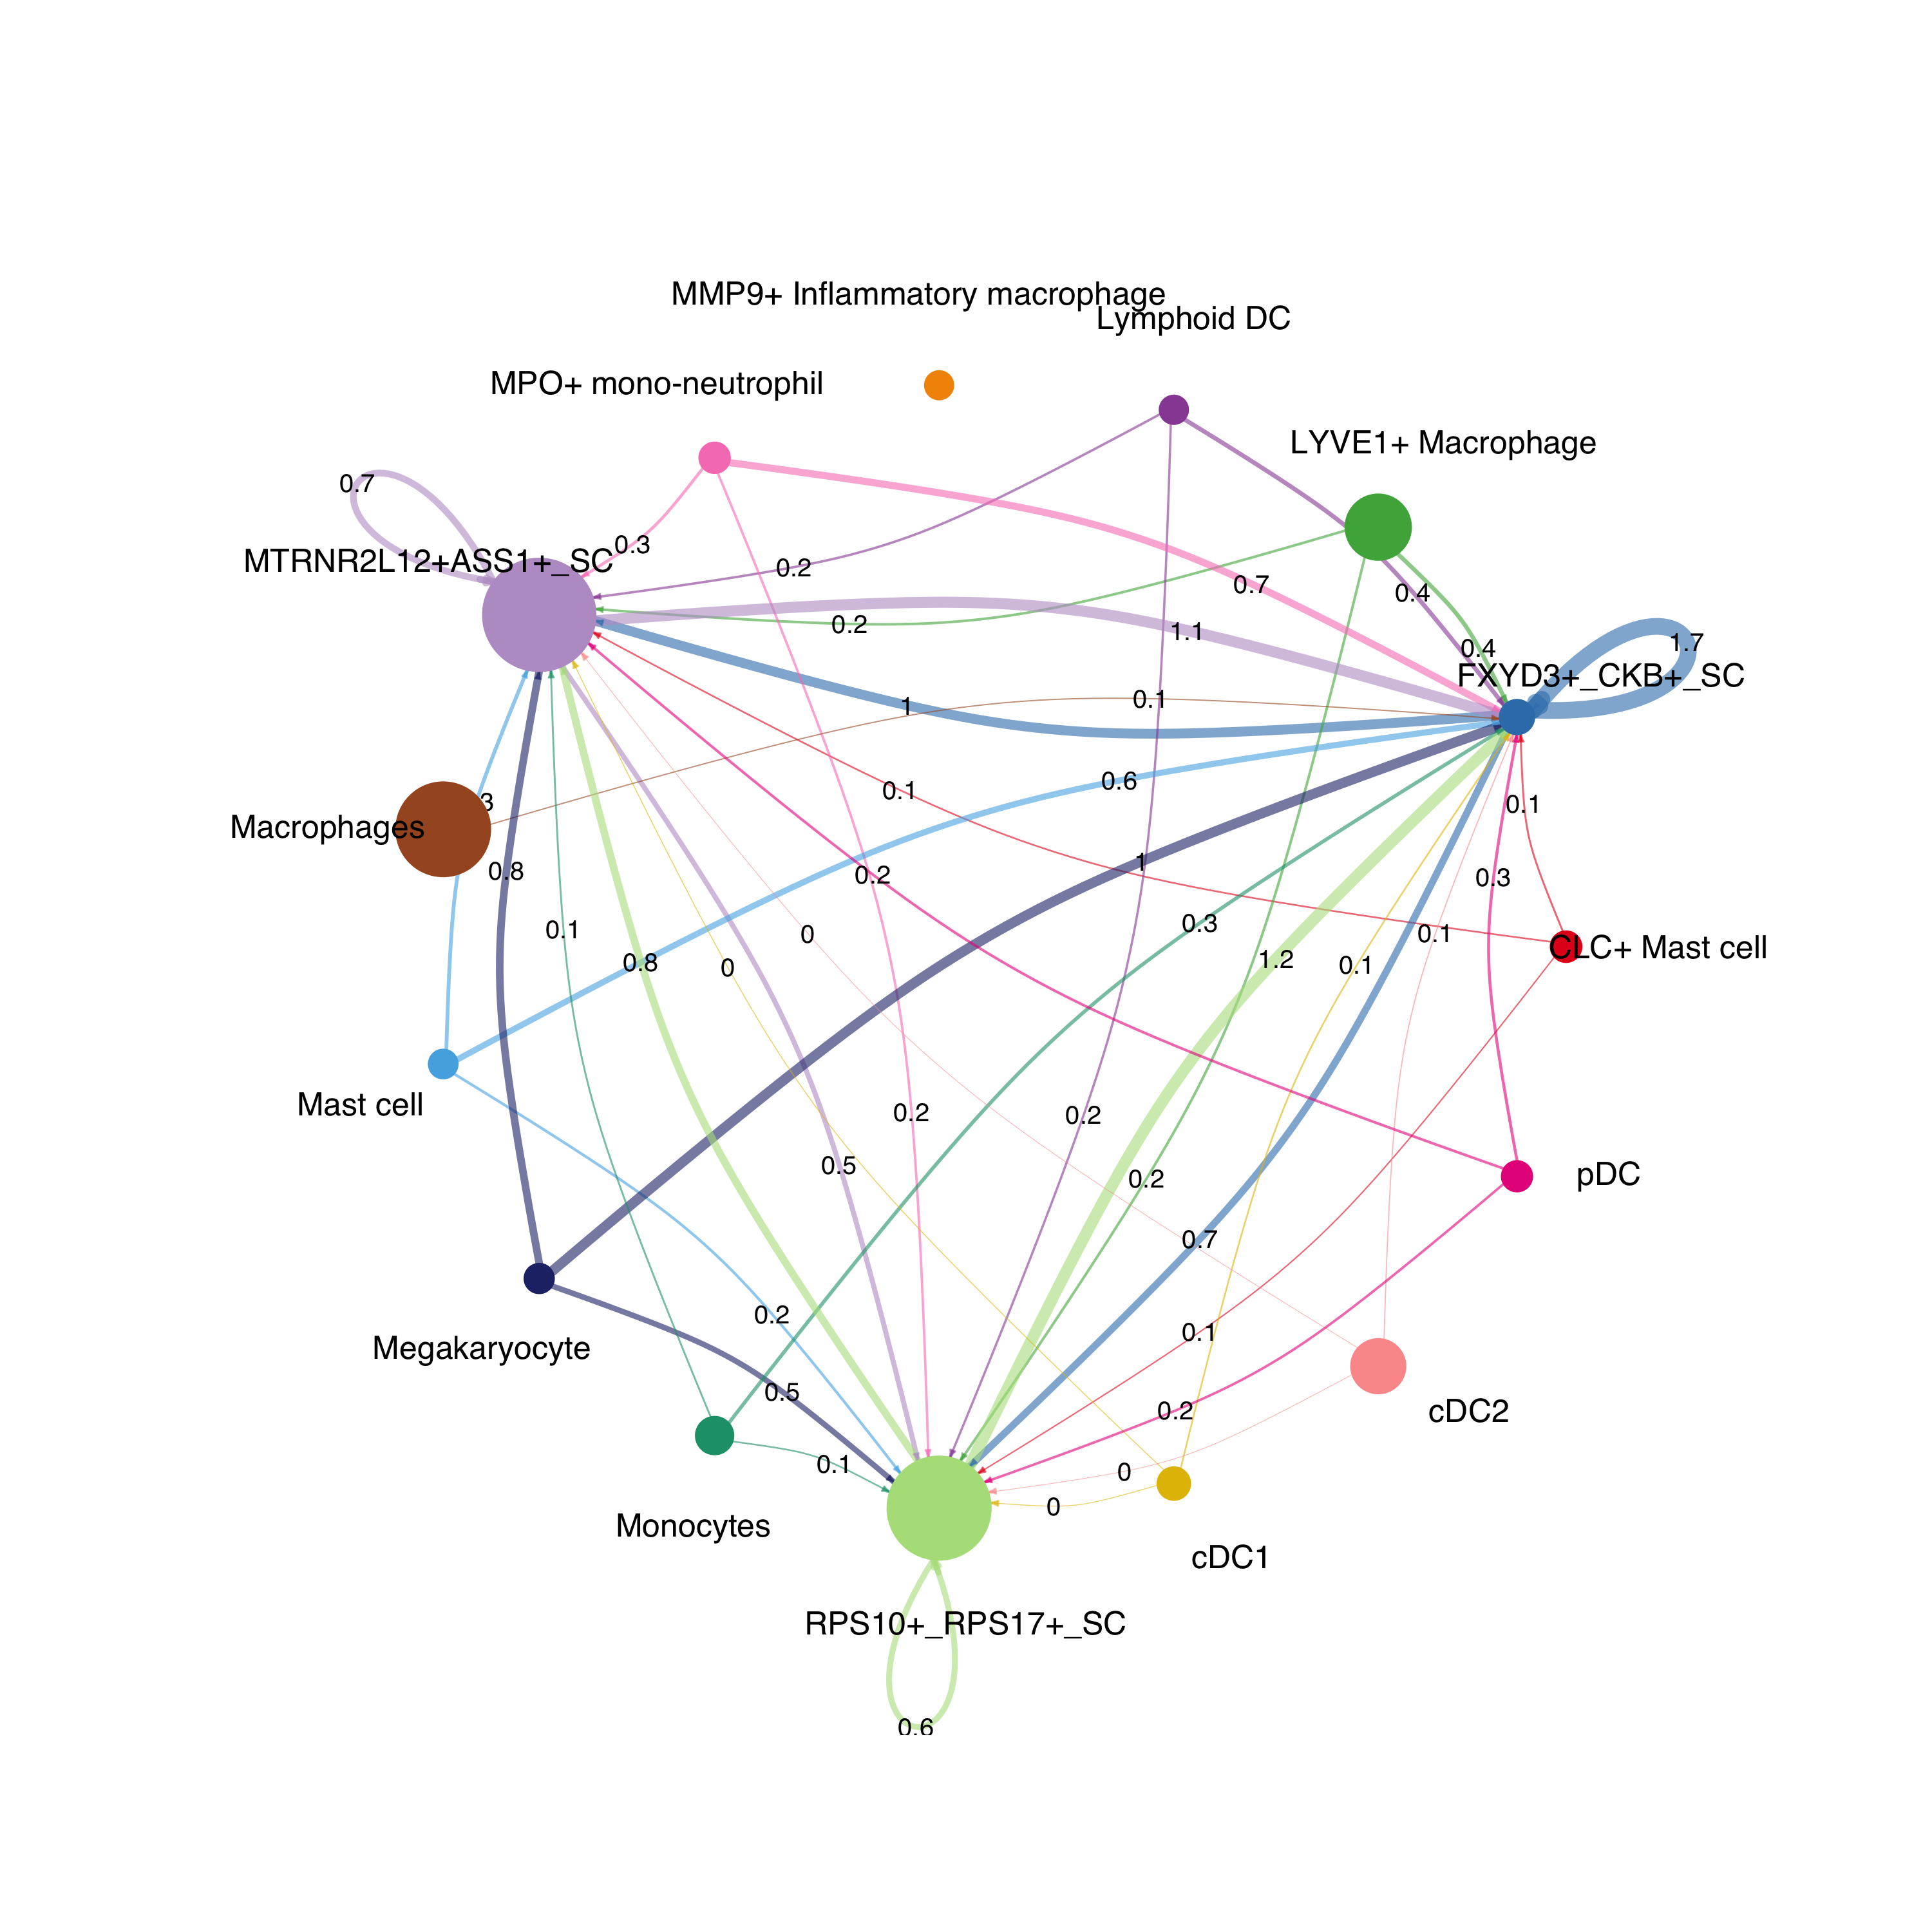 MMP9+ Inflammatory macrophage
Lymphoid DC
MPO+ mono-neutrophil
LYVE1+ Macrophage
0.7
0.3
MTRNR2L12+ASS1+_SC
0.2
0.7
0.4
0.2
1.1
0.4
1.7
FXYD3+_CKB+_SC
0.1
1
0.6
0.1
3
0.1
Macrophages
0.8
1
0.2
0.3
0.1
0.3
0
0.1
CLC+ Mast cell
0.8
0
1.2
0.1
Mast cell
0.2
0.2
0.5
0.2
pDC
0.7
0.2
0.1
Megakaryocyte
0.5
0.2
cDC2
0.1
0
0
Monocytes
cDC1
RPS10+_RPS17+_SC
0.6